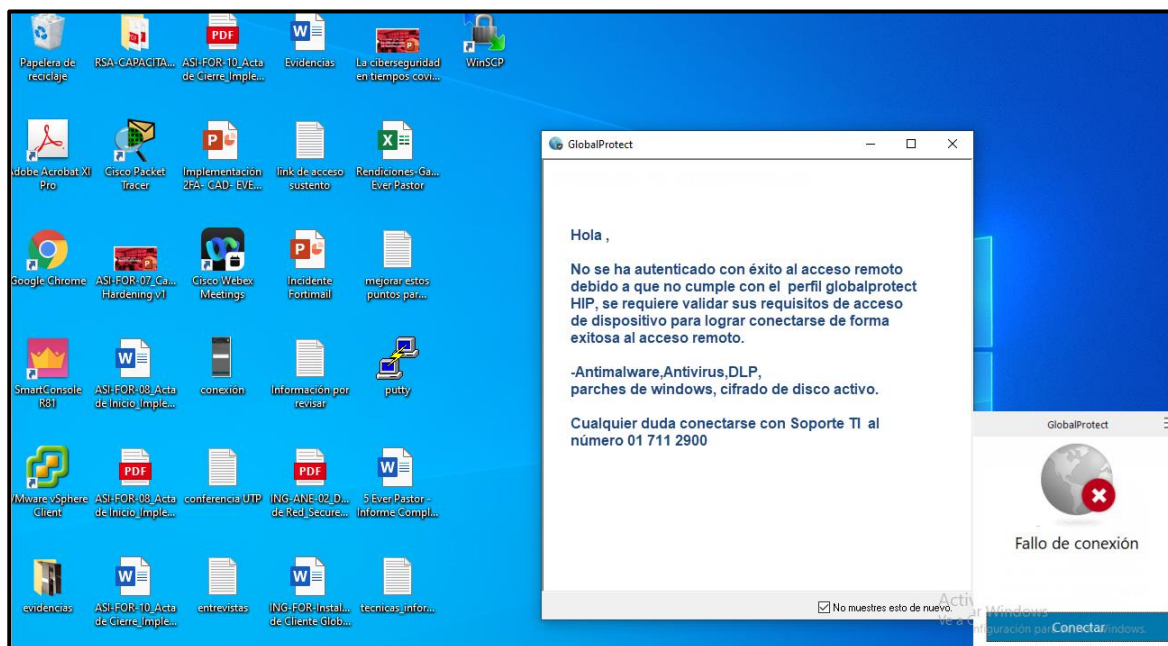 Papelera de
reciclaje
RSA-CAPACITA...
ASI-FOR-10_Acta
de Cierre_Imple...
Evidencias
La ciberseguridad
en tiempos covi...
WinSCP
Adobe Acrobat XI
Pro
Cisco Packet
Tracer
Implementación
2FA- CAD- EVE...
link de acceso
sustento
Rendiciones-Ga...
Ever Pastor
Google Chrome
ASI-FOR-07_Ca...
Hardening v1
Cisco Webex
Meetings
Incidente
Fortimail
mejorar estos
puntos par...
SmartConsole
R81
ASI-FOR-08_Acta
de Inicio_Imple...
conexión
Información por
revisar
putty
VMware vSphere
Client
ASI-FOR-08_Acta
de Inicio_Imple...
conferencia UTP
ING-ANE-02_D...
de Red_Secure...
5 Ever Pastor -
Informe Compl...
evidencias
ASI-FOR-10_Acta
de Cierre_Imple...
entrevistas
ING-FOR-Instal...
de Cliente Glob...
tecnicas_infor...
GlobalProtect
Hola ,
No se ha autenticado con éxito al acceso remoto
debido a que no cumple con el perfil globalprotect
HIP, se requiere validar sus requisitos de acceso
de dispositivo para lograr conectarse de forma
exitosa al acceso remoto.
-Antimalware,Antivirus,DLP,
parches de windows, cifrado de disco activo.
Cualquier duda conectarse con Soporte TI al
número 01 711 2900
No muestres esto de nuevo.
GlobalProtect
Fallo de conexión
Conectar